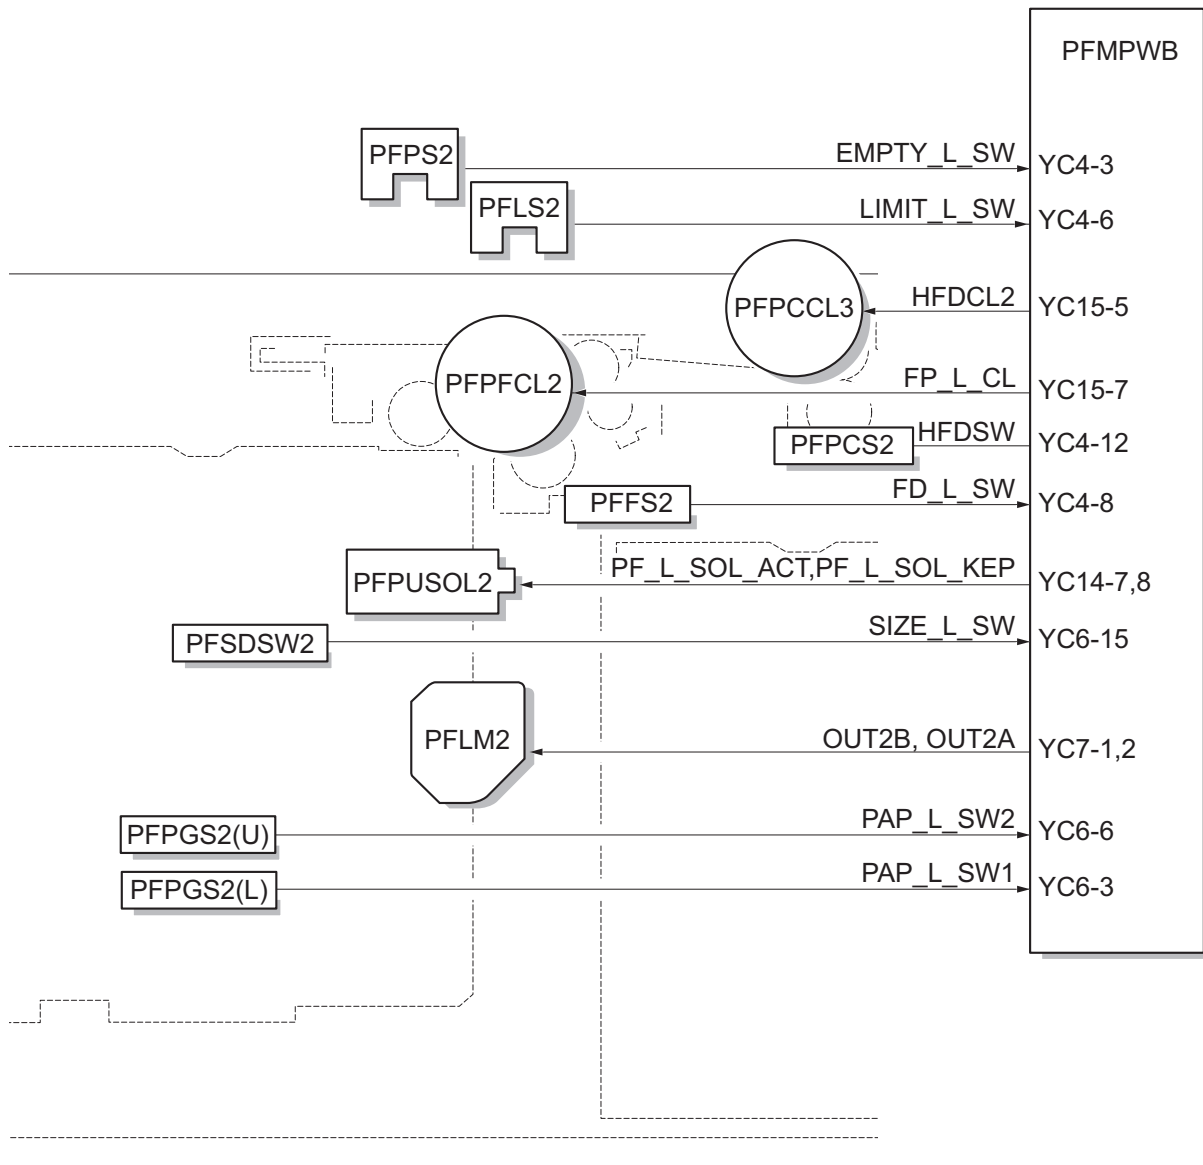 PFMPWB
PFPS2 EMPTY_L_SW YC4-3
PFLS2 LIMIT_L_SW YC4-6
PFPCCL3 HFDCL2 YC15-5
PFPFCL2 FP_L_CL YC15-7
PFPCS2 HFDSW YC4-12
PFFS2 FD_L_SW YC4-8
PFPUSOL2 PF_L_SOL_ACT,PF_L_SOL_KEP YC14-7,8
PFSDSW2 SIZE_L_SW YC6-15
PFLM2 OUT2B, OUT2A YC7-1,2
PFPGS2(U) PAP_L_SW2 YC6-6
PFPGS2(L) PAP_L_SW1 YC6-3